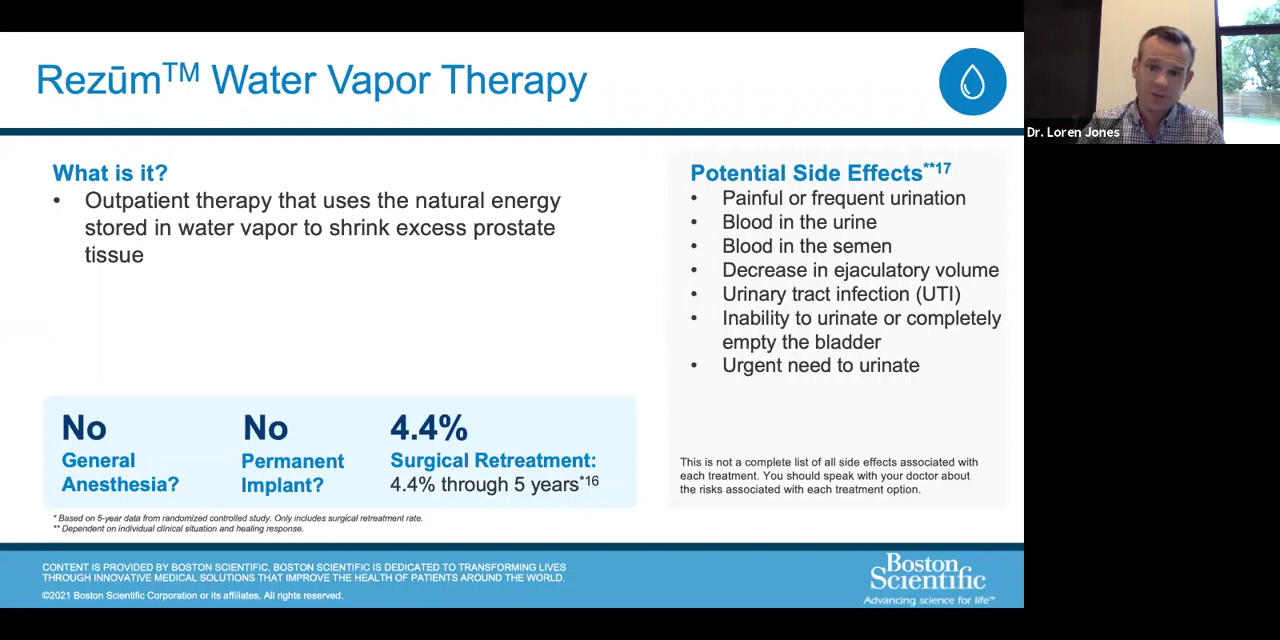 Rezūm™ Water Vapor Therapy
Dr. Loren Jones
What is it?
• Outpatient therapy that uses the natural energy
stored in water vapor to shrink excess prostate
tissue
Potential Side Effects**17
• Painful or frequent urination
• Blood in the urine
• Blood in the semen
• Decrease in ejaculatory volume
• Urinary tract infection (UTI)
• Inability to urinate or completely
empty the bladder
• Urgent need to urinate
No
General
Anesthesia?
No
Permanent
Implant?
4.4%
Surgical Retreatment:
4.4% through 5 years*16
This is not a complete list of all side effects associated with
each treatment. You should speak with your doctor about
the risks associated with each treatment option.
* Based on 5-year data from randomized controlled study. Only includes surgical retreatment rate.
** Dependent on individual clinical situation and healing response.
CONTENT IS PROVIDED BY BOSTON SCIENTIFIC. BOSTON SCIENTIFIC IS DEDICATED TO TRANSFORMING LIVES
THROUGH INNOVATIVE MEDICAL SOLUTIONS THAT IMPROVE THE HEALTH OF PATIENTS AROUND THE WORLD.
©2021 Boston Scientific Corporation or its affiliates. All rights reserved.
Boston
Scientific
Advancing science for life™